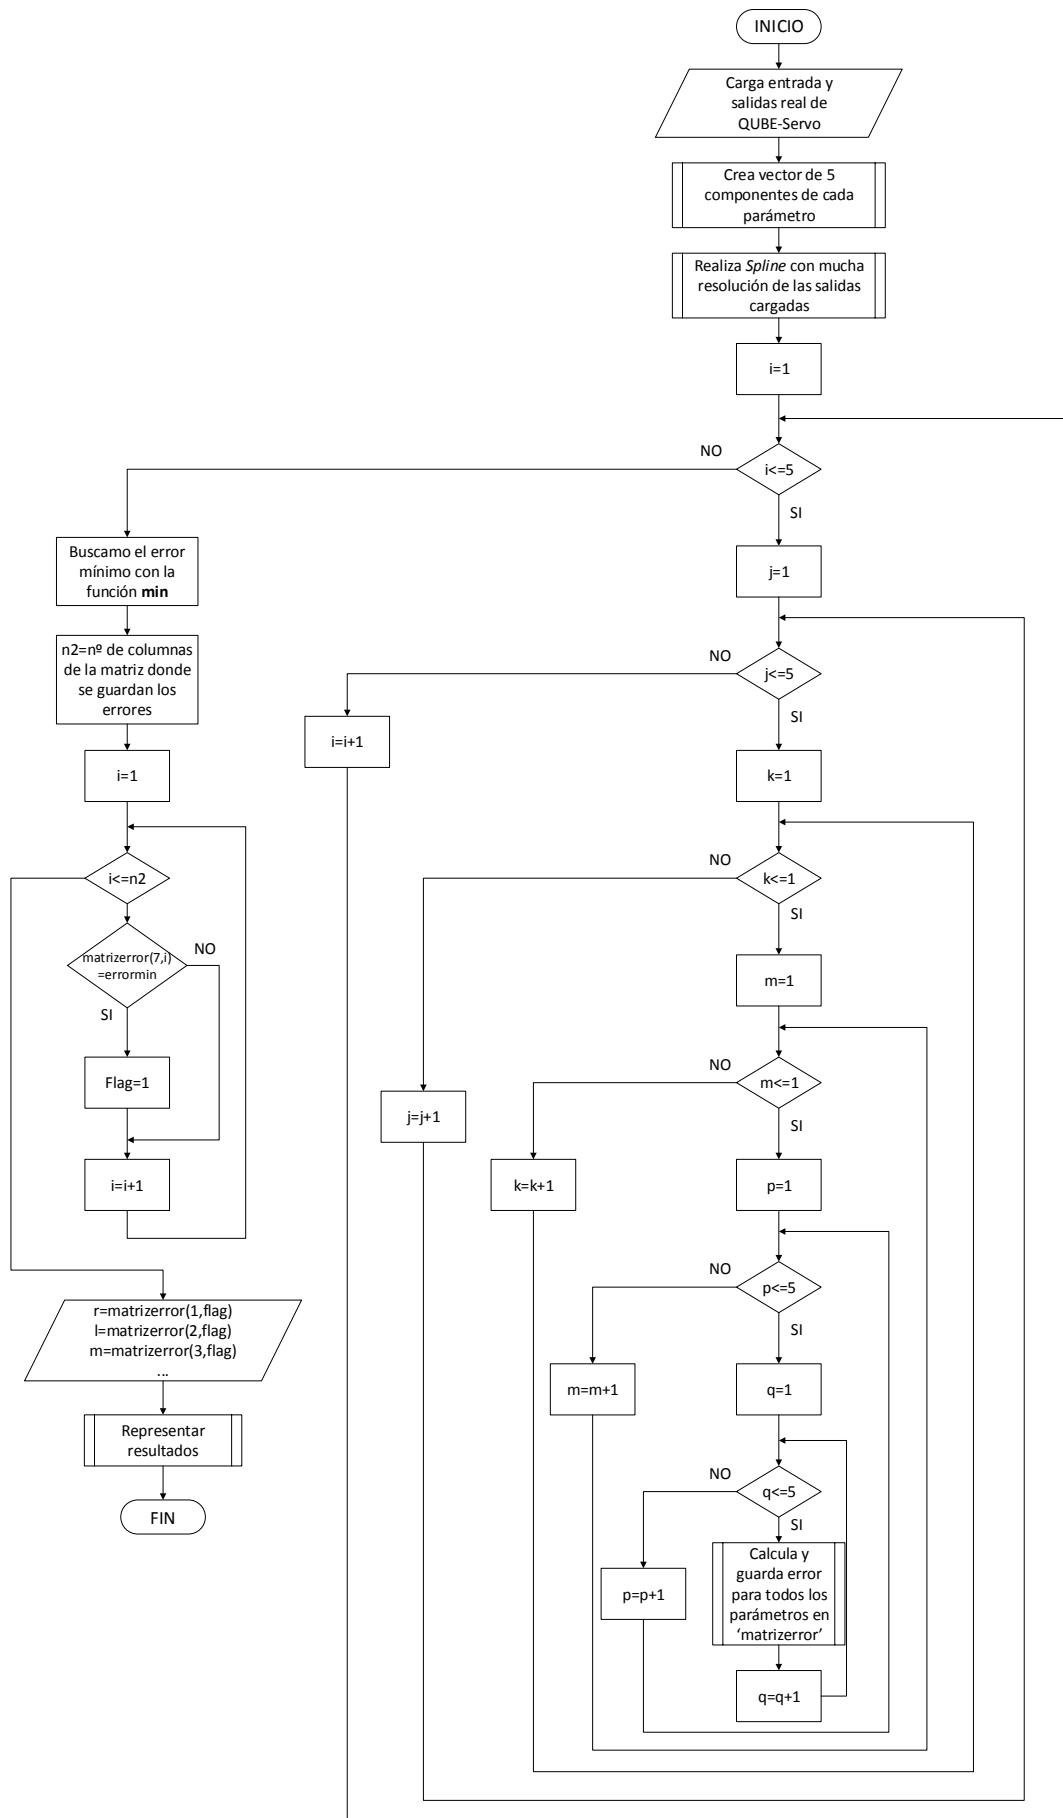 INICIO
Carga entrada y
salidas real de
QUBE-Servo
Crea vector de 5
componentes de cada
parámetro
Realiza Spline con mucha
resolución de las salidas
cargadas
i=1
NO
i<=5
SI
Buscamo el error
mínimo con la
función min
j=1
n2=nº de columnas
de la matriz donde
se guardan los
errores
NO
j<=5
SI
i=i+1
i=1
k=1
i<=n2
NO
k<=1
SI
matrizerror(7,i)
=errormin
NO
SI
m=1
Flag=1
NO
m<=1
SI
j=j+1
i=i+1
k=k+1
p=1
NO
p<=5
SI
r=matrizerror(1,flag)
l=matrizerror(2,flag)
m=matrizerror(3,flag)
...
m=m+1
q=1
Representar
resultados
NO
q<=5
SI
FIN
Calcula y
guarda error
para todos los
parámetros en
‘matrizerror’
p=p+1
q=q+1